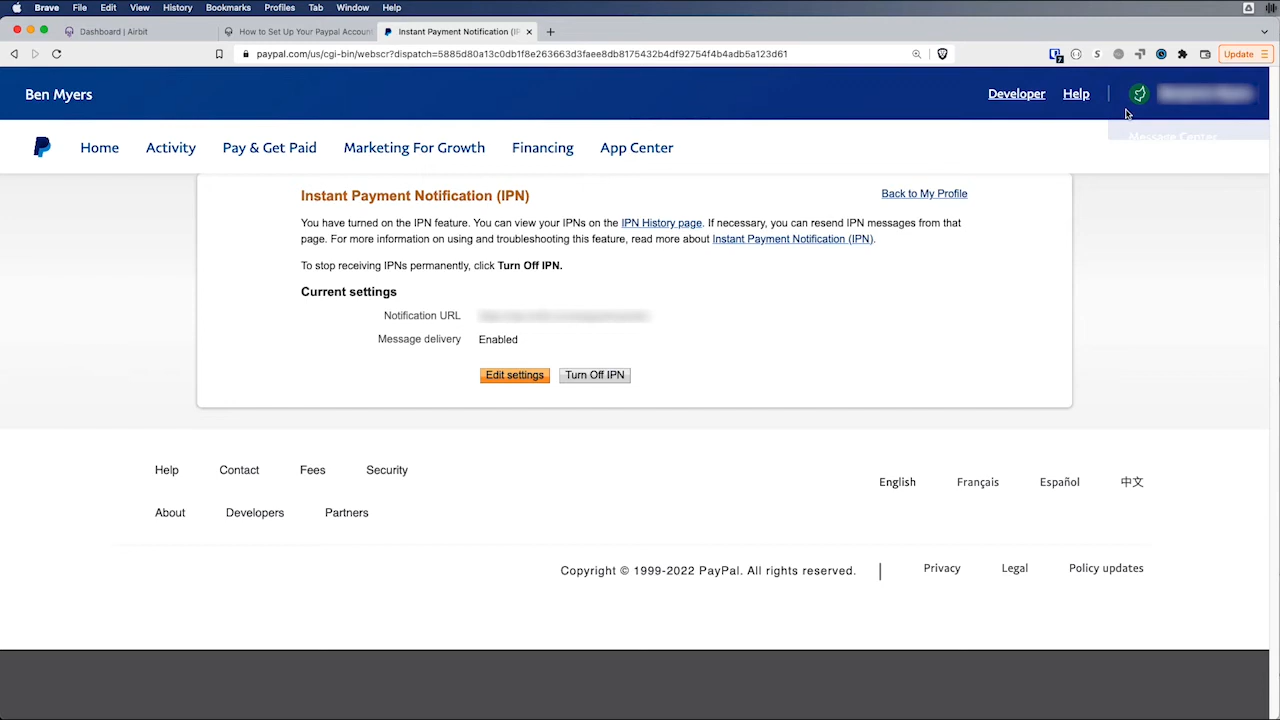 Brave File Edit View History Bookmarks Profiles Tab Window Help
Dashboard | Airbit
How to Set Up Your Paypal Accoun
Instant Payment Notification (IP
paypal.com/us/cgi-bin/webscr?dispatch=5885d80a13c0db1f8e263663d3faee8db8175432b4df92754f4b4adb5a123d61
Update
Ben Myers
Developer Help
Message Center
Home Activity Pay & Get Paid Marketing For Growth Financing App Center
Instant Payment Notification (IPN)
Back to My Profile
You have turned on the IPN feature. You can view your IPNs on the IPN History page. If necessary, you can resend IPN messages from that
page. For more information on using and troubleshooting this feature, read more about Instant Payment Notification (IPN).
To stop receiving IPNs permanently, click Turn Off IPN.
Current settings
Notification URL
Message delivery Enabled
Edit settings Turn Off IPN
Help Contact Fees Security
English Français Español 中文
About Developers Partners
Copyright © 1999-2022 PayPal. All rights reserved. | Privacy Legal Policy updates